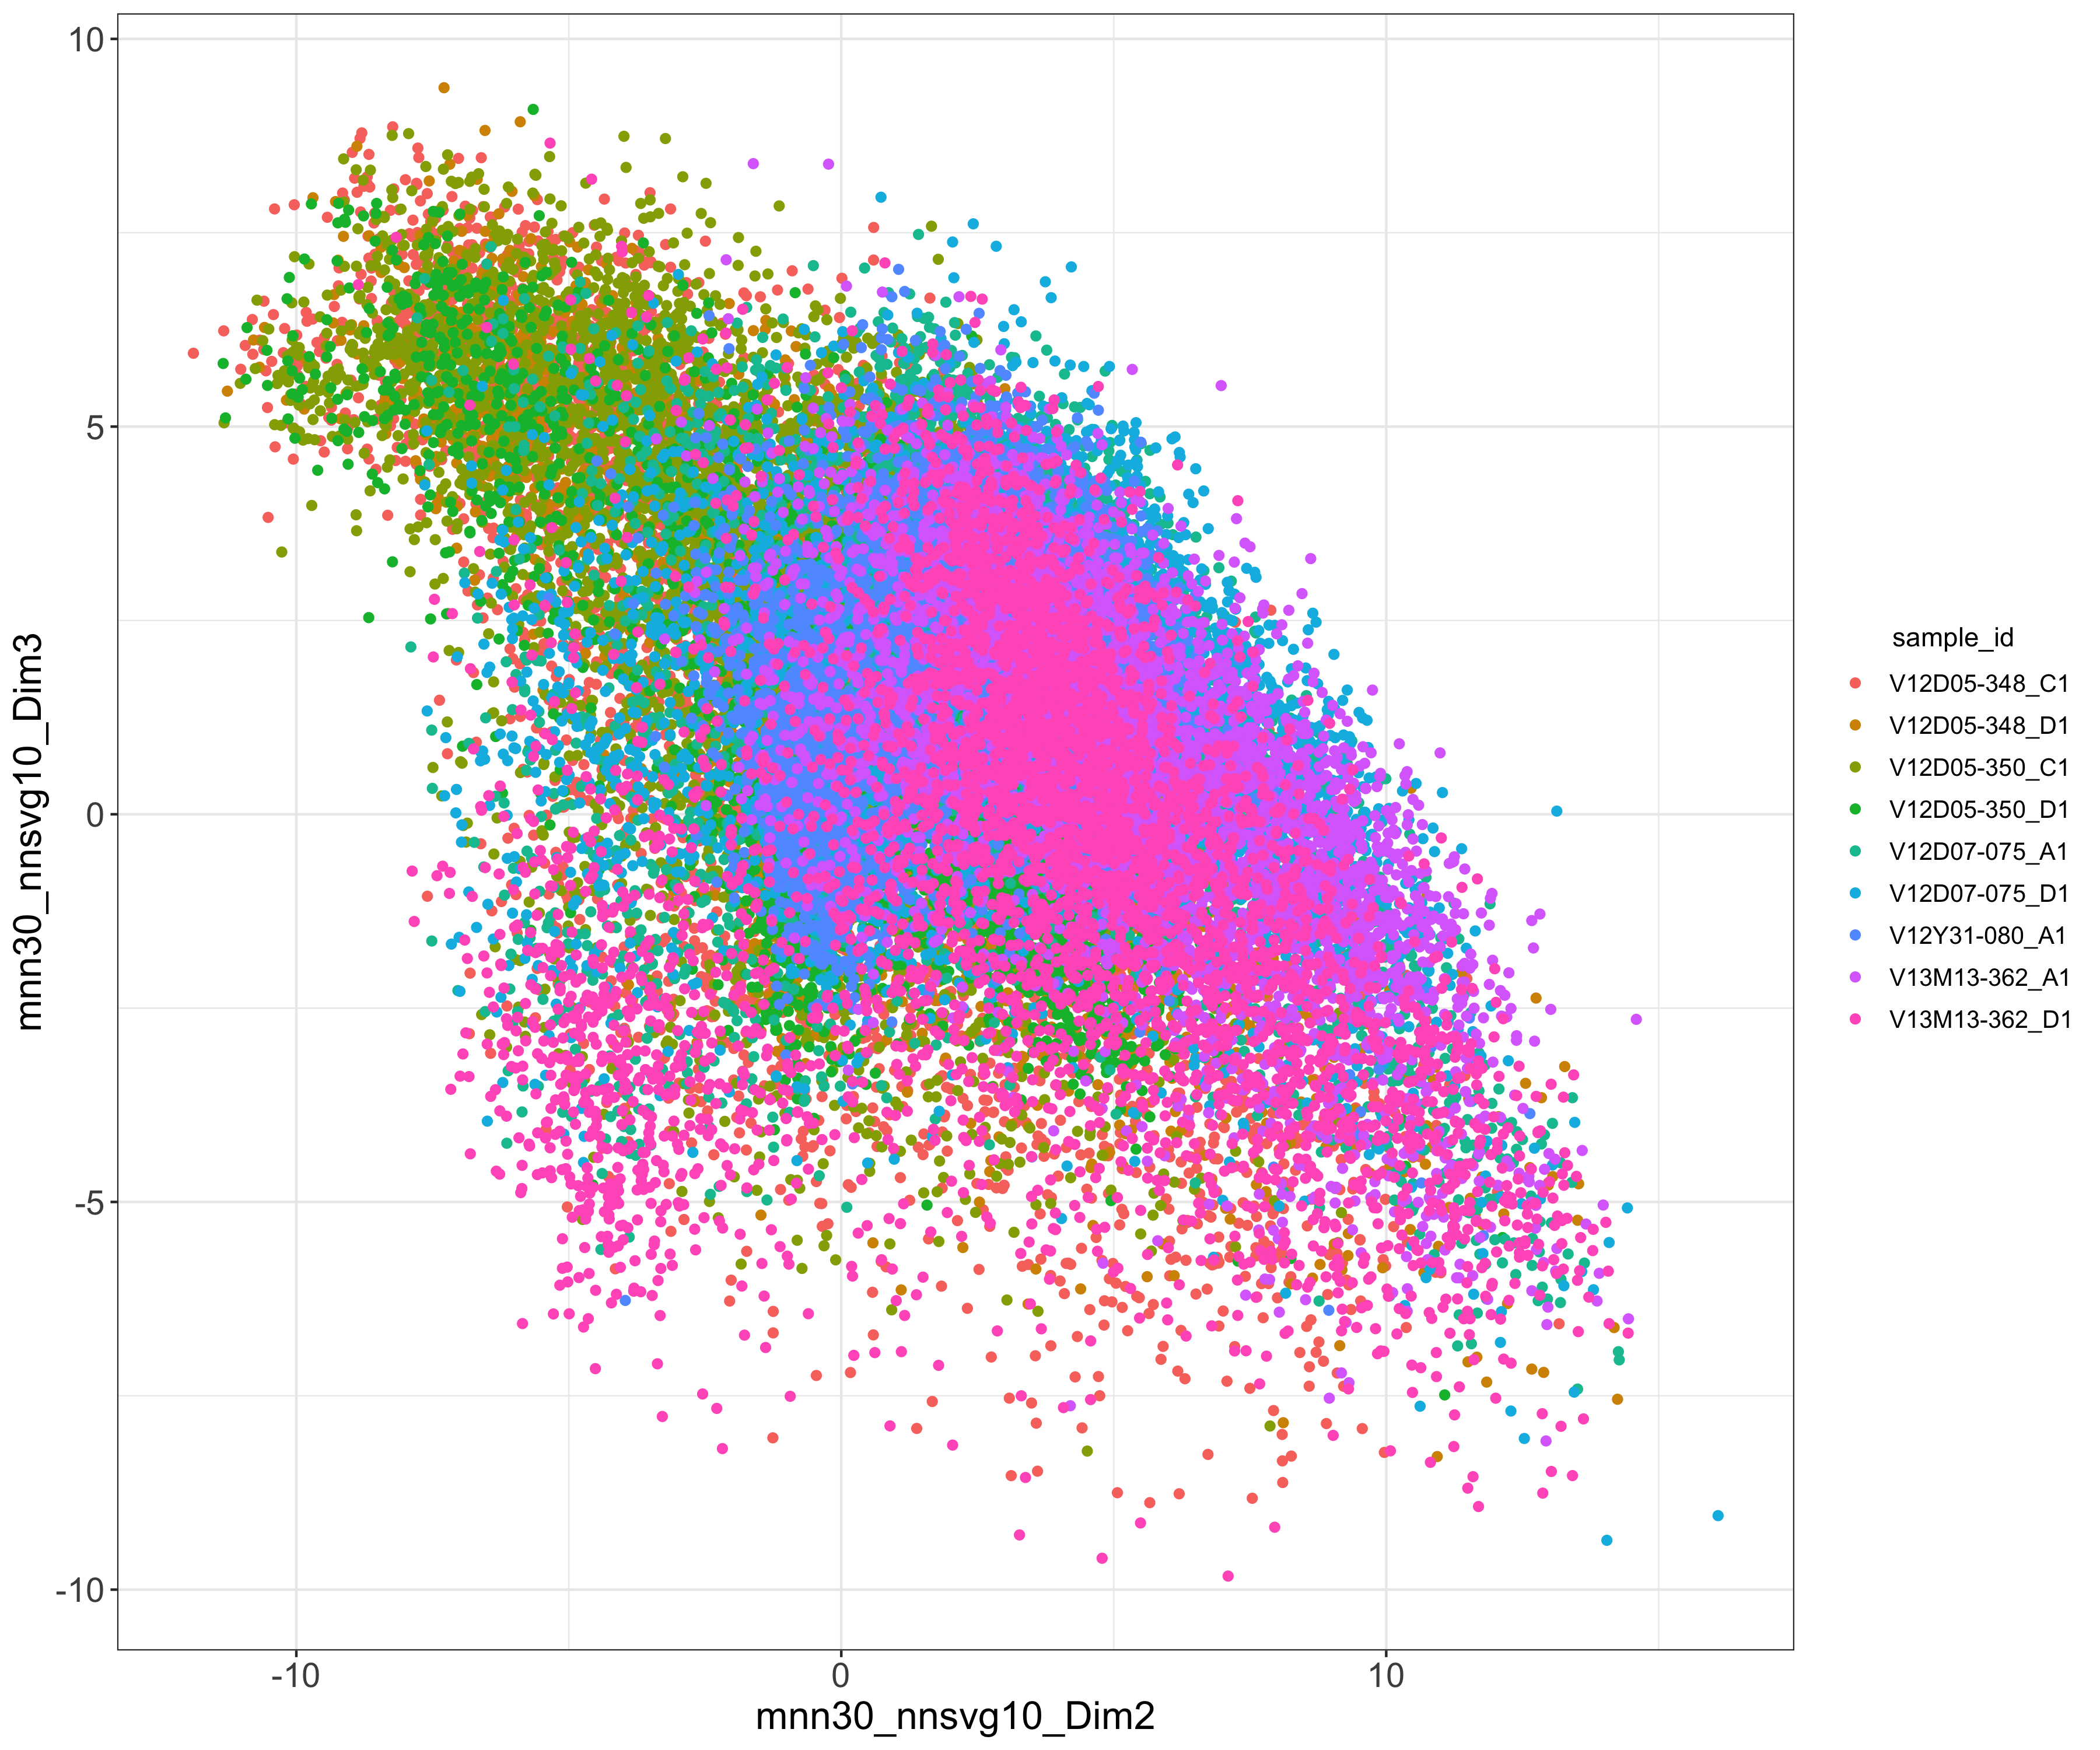 10
5
0
-5
-10
mnn30_nnsvg10_Dim3
-10
0
10
mnn30_nnsvg10_Dim2
sample_id
V12D05-348_C1
V12D05-348_D1
V12D05-350_C1
V12D05-350_D1
V12D07-075_A1
V12D07-075_D1
V12Y31-080_A1
V13M13-362_A1
V13M13-362_D1